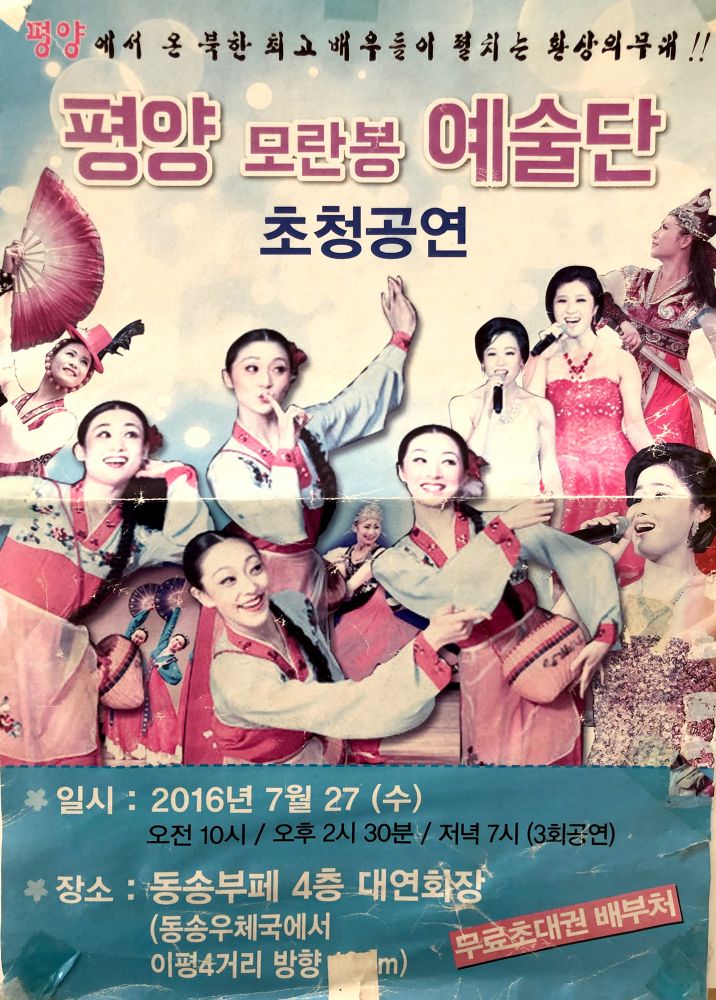 평양에서 온 북한 최고 배우들이 펼치는 환상의무대!!
평양 모란봉 예술단
초청공연
일시 : 2016년 7월 27 (수)
오전 10시 / 오후 2시 30분 / 저녁 7시 (3회공연)
장소 : 동송부페 4층 대연회장
(동송우체국에서
이평4거리 방향 m)
무료초대권 배부처